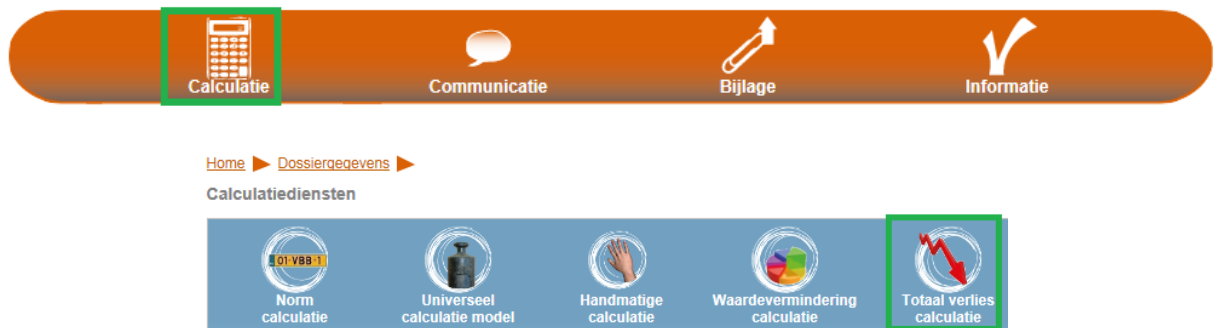 Calculatie Communicatie Bijlage Informatie
Home Dossiergegevens
Calculatiediensten
01-VBB-1
Norm calculatie
Universeel calculatie model
Handmatige calculatie
Waardevermindering calculatie
Totaal verlies calculatie